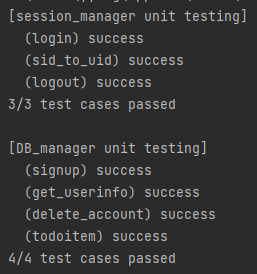 [session_manager unit testing]
(login) success
(sid_to_uid) success
(logout) success
3/3 test cases passed
[DB_manager unit testing]
(signup) success
(get_userinfo) success
(delete_account) success
(todoitem) success
4/4 test cases passed